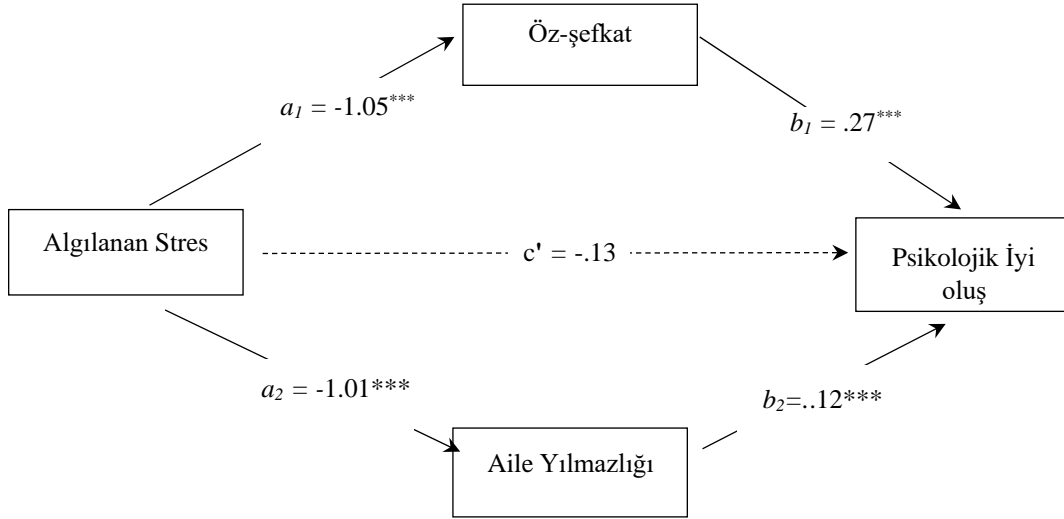 Öz-şefkat
a1 = -1.05***
b1 = .27***
Algılanan Stres
c' = -.13
Psikolojik İyi
oluş
a2 = -1.01***
b2=..12***
Aile Yılmazlığı